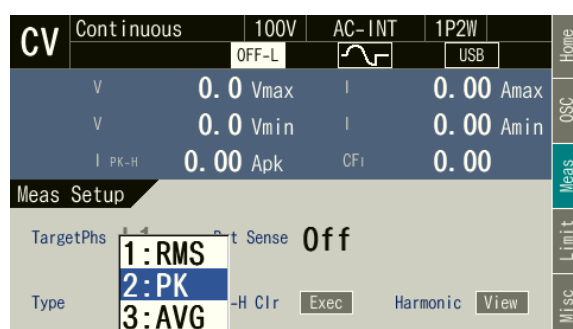 CV Continuous 100V AC-INT 1P2W
OFF-L USB
V 0.0 Vmax I 0.00 Amax
V 0.0 Vmin I 0.00 Amin
I PK-H 0.00 Apk CFI 0.00
Meas Setup
TargetPhs Sense Off
1:RMS
2:PK
Type -H Clr Exec Harmonic View
3:AVG
Home
OSC
Meas
Limit
Misc